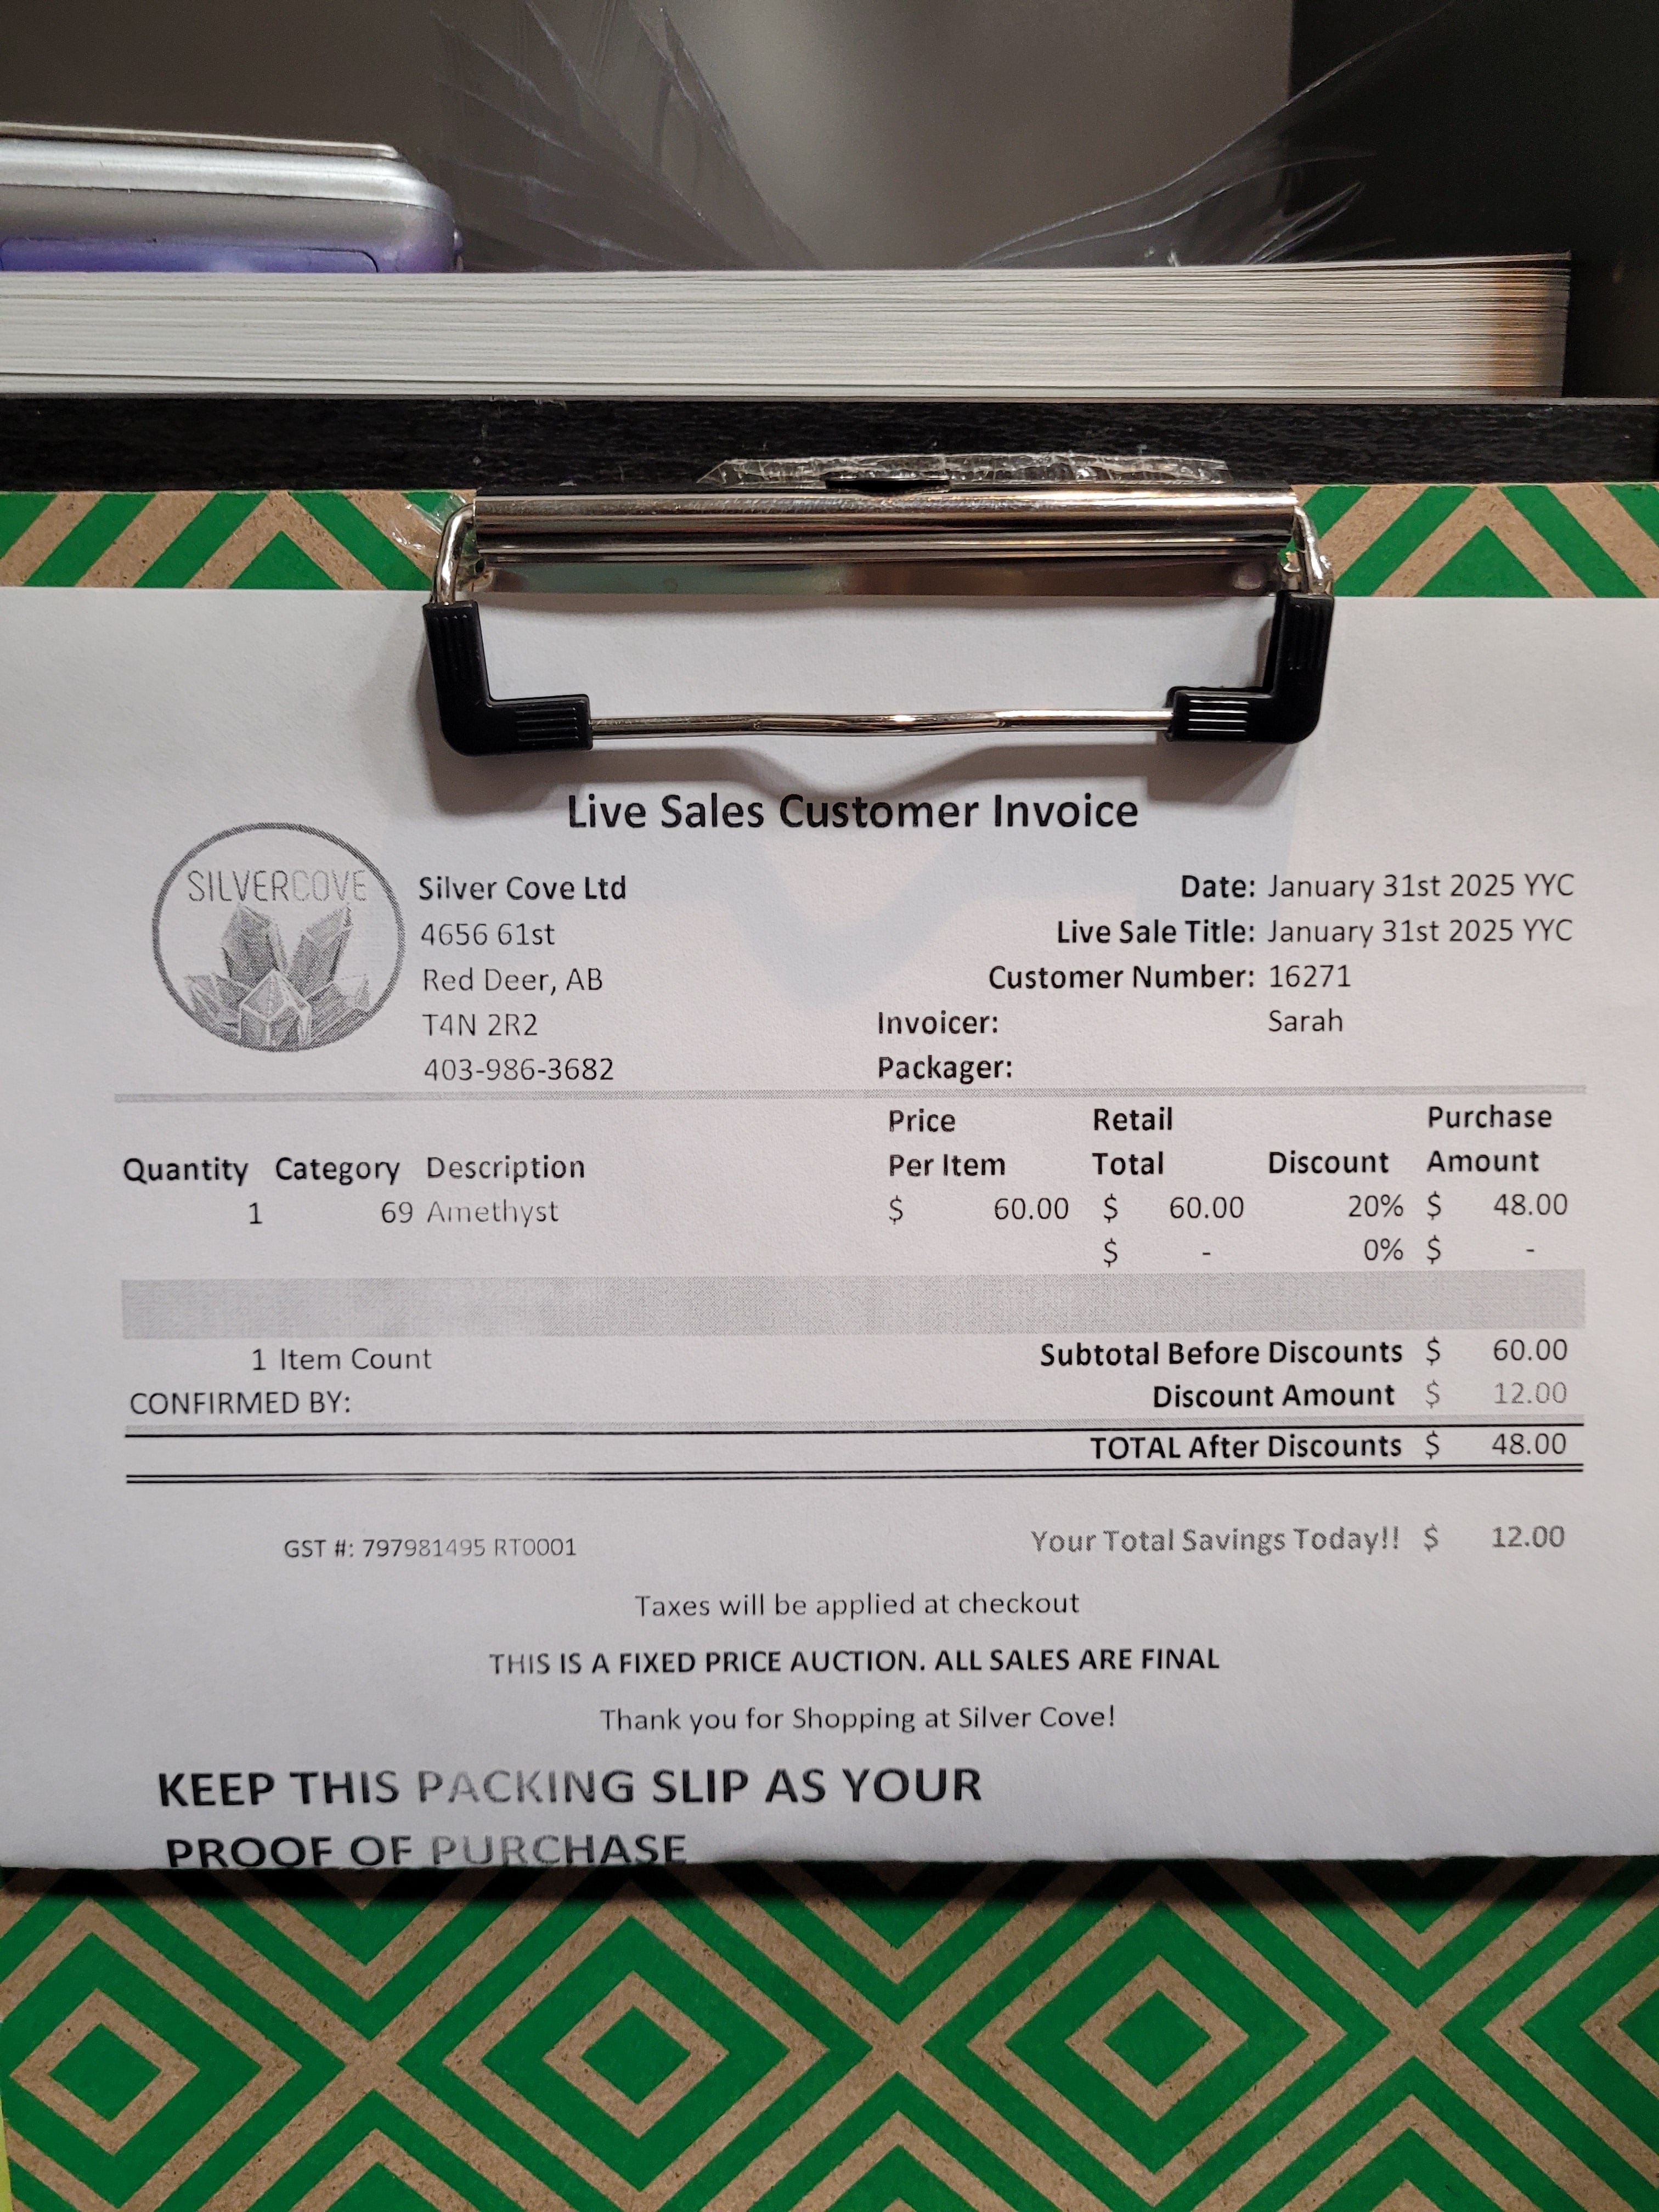 Live Sales Customer Invoice
SILVERCOVE
Silver Cove Ltd
4656 61st
Red Deer, AB
T4N 2R2
403-986-3682
Date: January 31st 2025 YYC
Live Sale Title: January 31st 2025 YYC
Customer Number: 16271
Invoicer: Sarah
Packager:
Quantity Category Description Price Per Item Retail Total Discount Purchase Amount
1 69 Amethyst $ 60.00 $ 60.00 20% $ 48.00
$ - 0% $ -
1 Item Count
Subtotal Before Discounts $ 60.00
CONFIRMED BY:
Discount Amount $ 12.00
TOTAL After Discounts $ 48.00
GST #: 797981495 RT0001
Your Total Savings Today!! $ 12.00
Taxes will be applied at checkout
THIS IS A FIXED PRICE AUCTION. ALL SALES ARE FINAL
Thank you for Shopping at Silver Cove!
KEEP THIS PACKING SLIP AS YOUR
PROOF OF PURCHASE